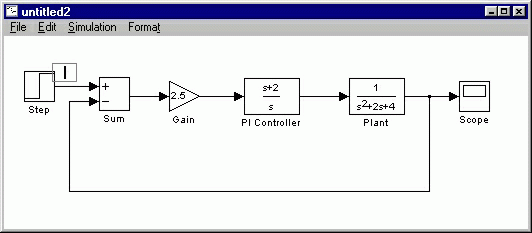 untitled2
File Edit Simulation Format
Step
+
−
Sum
2.5
Gain
s+2
s
PI Controller
1
s²+2s+4
Plant
Scope